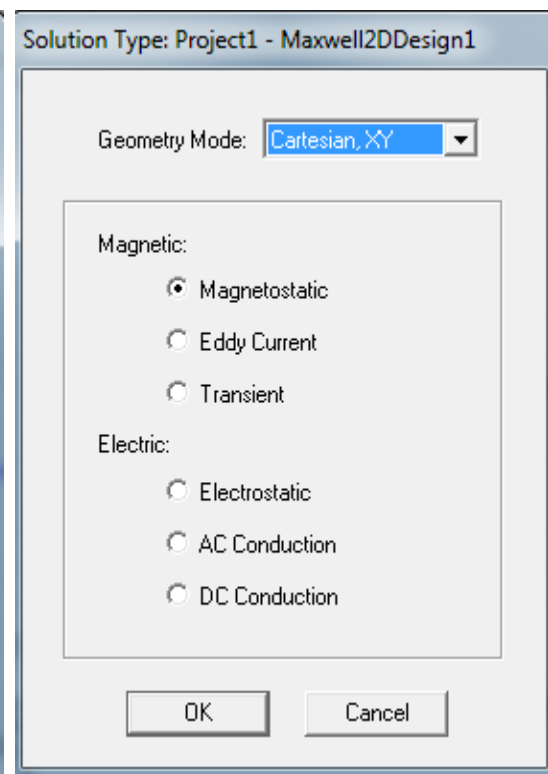 Solution Type: Project1 - Maxwell2DDesign1
Geometry Mode: Cartesian, XY
Magnetic:
Magnetostatic
Eddy Current
Transient
Electric:
Electrostatic
AC Conduction
DC Conduction
OK Cancel